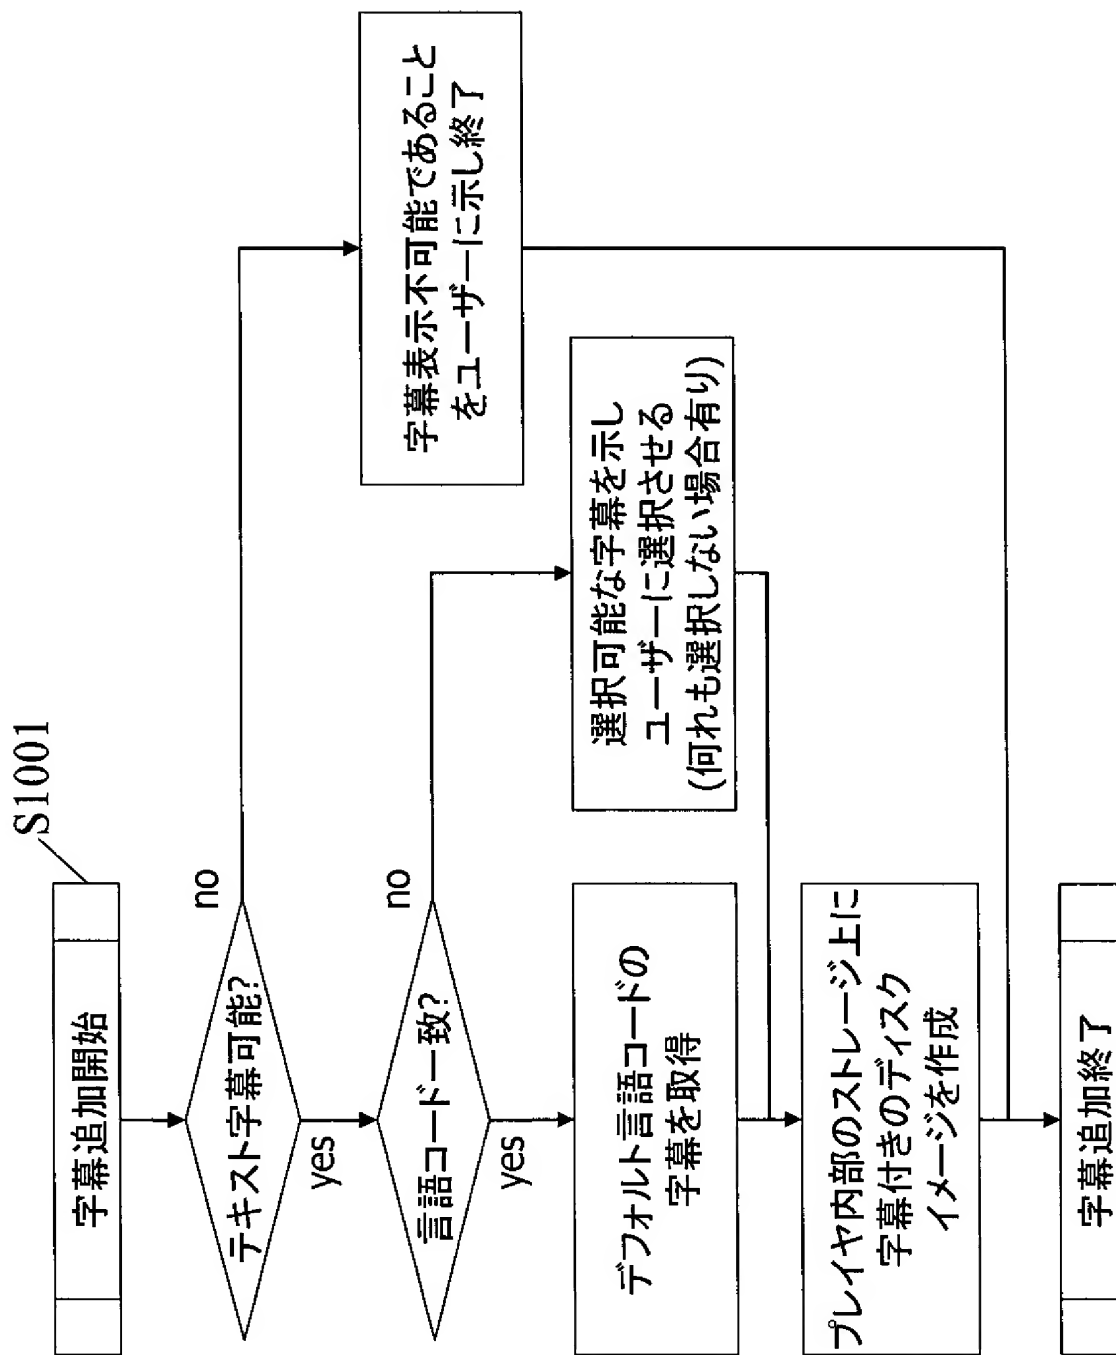 S1001
字幕追加開始
テキスト字幕可能?
no
yes
字幕表示不可能であること
をユーザーに示し終了
言語コード一致?
no
yes
選択可能な字幕を示し
ユーザーに選択させる
(何れも選択しない場合有り)
デフォルト言語コードの
字幕を取得
プレイヤ内部のストレージ上に
字幕付きのディスク
イメージを作成
字幕追加終了